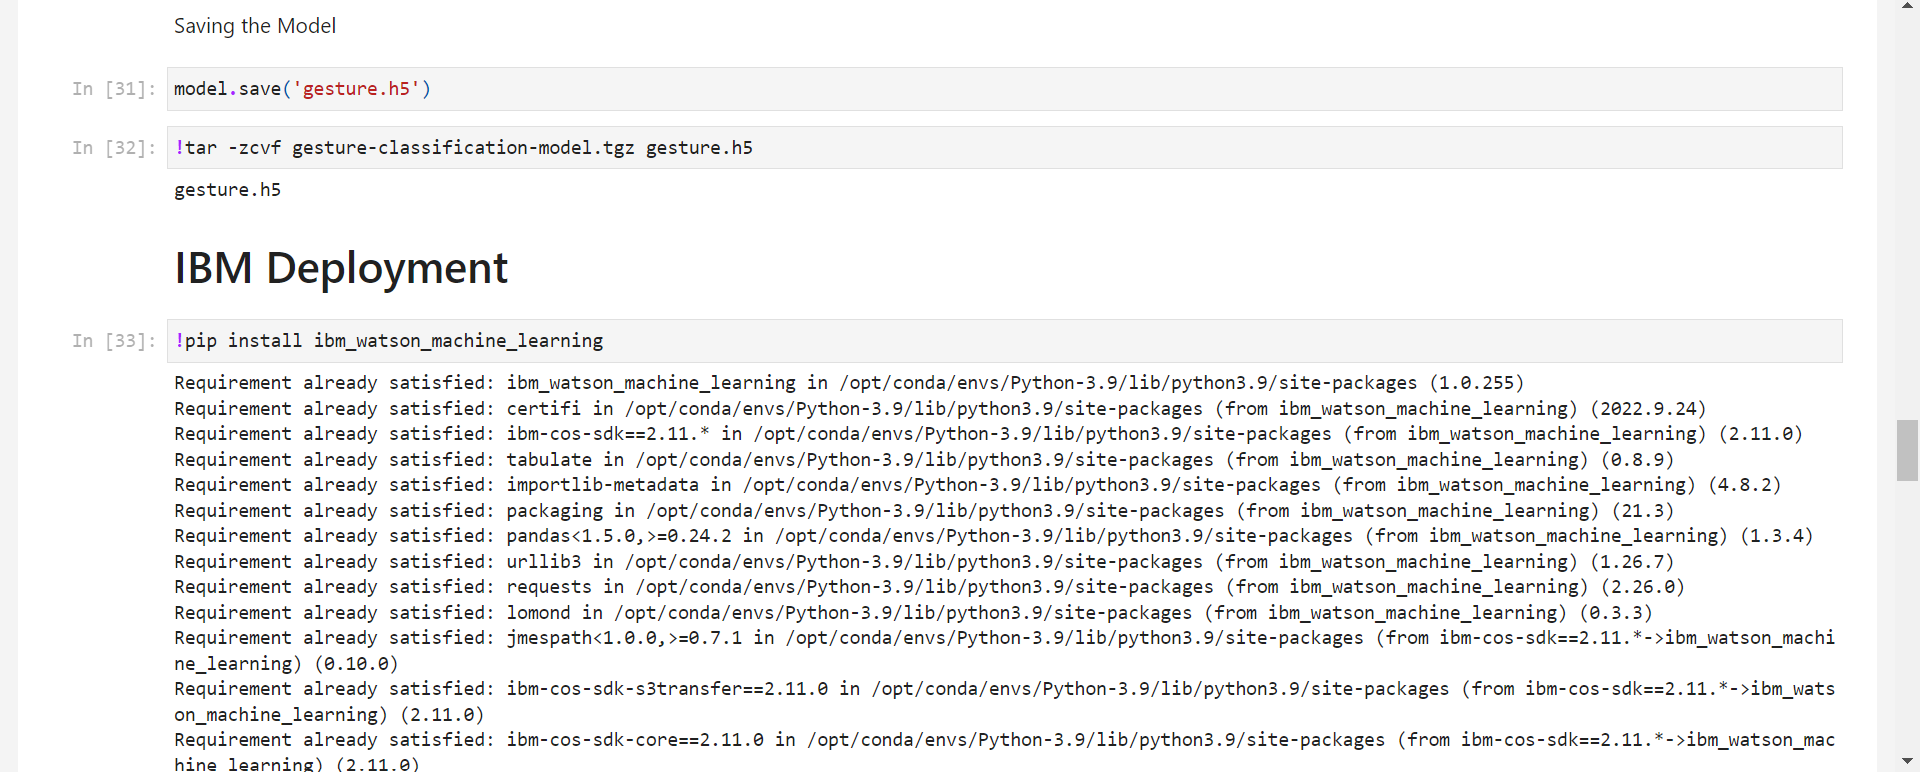 Saving the Model
In [31]: model.save('gesture.h5')
In [32]: !tar -zcvf gesture-classification-model.tgz gesture.h5
gesture.h5
IBM Deployment
In [33]: !pip install ibm_watson_machine_learning
Requirement already satisfied: ibm_watson_machine_learning in /opt/conda/envs/Python-3.9/lib/python3.9/site-packages (1.0.255)
Requirement already satisfied: certifi in /opt/conda/envs/Python-3.9/lib/python3.9/site-packages (from ibm_watson_machine_learning) (2022.9.24)
Requirement already satisfied: ibm-cos-sdk==2.11.* in /opt/conda/envs/Python-3.9/lib/python3.9/site-packages (from ibm_watson_machine_learning) (2.11.0)
Requirement already satisfied: tabulate in /opt/conda/envs/Python-3.9/lib/python3.9/site-packages (from ibm_watson_machine_learning) (0.8.9)
Requirement already satisfied: importlib-metadata in /opt/conda/envs/Python-3.9/lib/python3.9/site-packages (from ibm_watson_machine_learning) (4.8.2)
Requirement already satisfied: packaging in /opt/conda/envs/Python-3.9/lib/python3.9/site-packages (from ibm_watson_machine_learning) (21.3)
Requirement already satisfied: pandas<1.5.0,>=0.24.2 in /opt/conda/envs/Python-3.9/lib/python3.9/site-packages (from ibm_watson_machine_learning) (1.3.4)
Requirement already satisfied: urllib3 in /opt/conda/envs/Python-3.9/lib/python3.9/site-packages (from ibm_watson_machine_learning) (1.26.7)
Requirement already satisfied: requests in /opt/conda/envs/Python-3.9/lib/python3.9/site-packages (from ibm_watson_machine_learning) (2.26.0)
Requirement already satisfied: lomond in /opt/conda/envs/Python-3.9/lib/python3.9/site-packages (from ibm_watson_machine_learning) (0.3.3)
Requirement already satisfied: jmespath<1.0.0,>=0.7.1 in /opt/conda/envs/Python-3.9/lib/python3.9/site-packages (from ibm-cos-sdk==2.11.*->ibm_watson_machi
ne_learning) (0.10.0)
Requirement already satisfied: ibm-cos-sdk-s3transfer==2.11.0 in /opt/conda/envs/Python-3.9/lib/python3.9/site-packages (from ibm-cos-sdk==2.11.*->ibm_wats
on_machine_learning) (2.11.0)
Requirement already satisfied: ibm-cos-sdk-core==2.11.0 in /opt/conda/envs/Python-3.9/lib/python3.9/site-packages (from ibm-cos-sdk==2.11.*->ibm_watson_mac
hine_learning) (2.11.0)